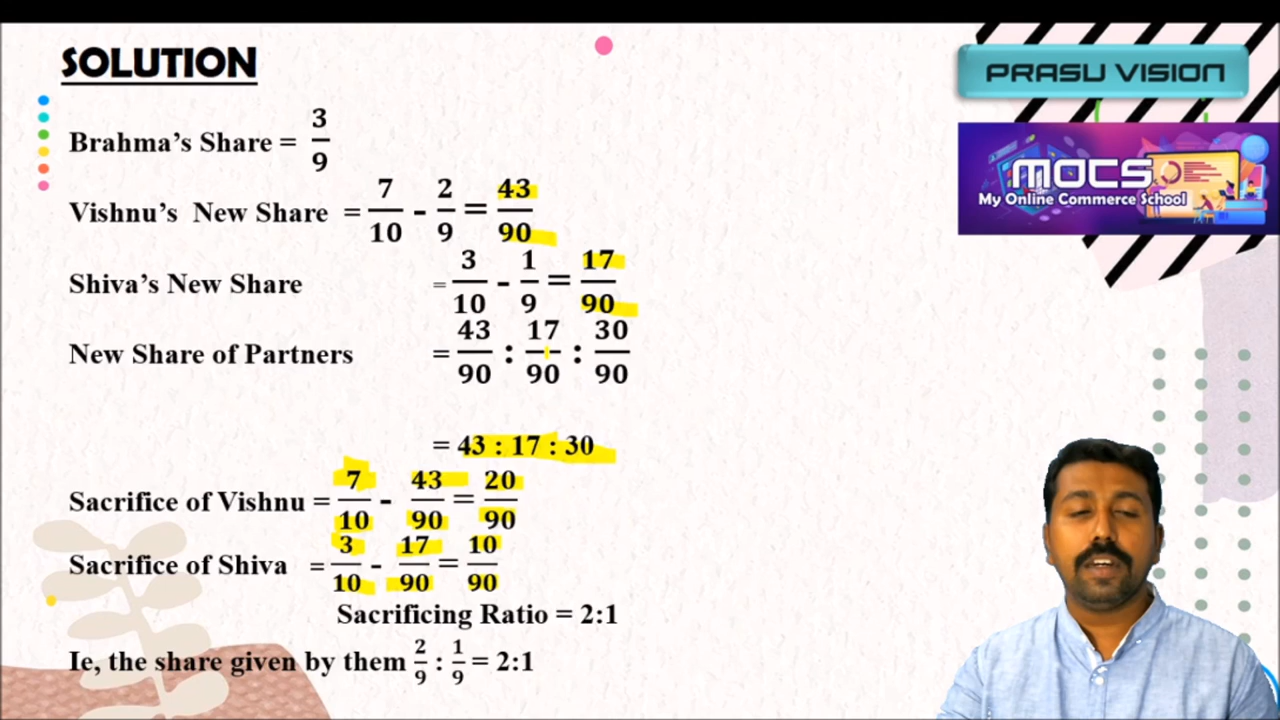 SOLUTION
PRASU VISION
MOCS
My Online Commerce School
Brahma's Share = 3/9
Vishnu's New Share = 7/10 - 2/9 = 43/90
Shiva's New Share = 3/10 - 1/9 = 17/90
New Share of Partners = 43/90 : 17/90 : 30/90
= 43 : 17 : 30
Sacrifice of Vishnu = 7/10 - 43/90 = 20/90
Sacrifice of Shiva = 3/10 - 17/90 = 10/90
Sacrificing Ratio = 2:1
Ie, the share given by them 2/9 : 1/9 = 2:1